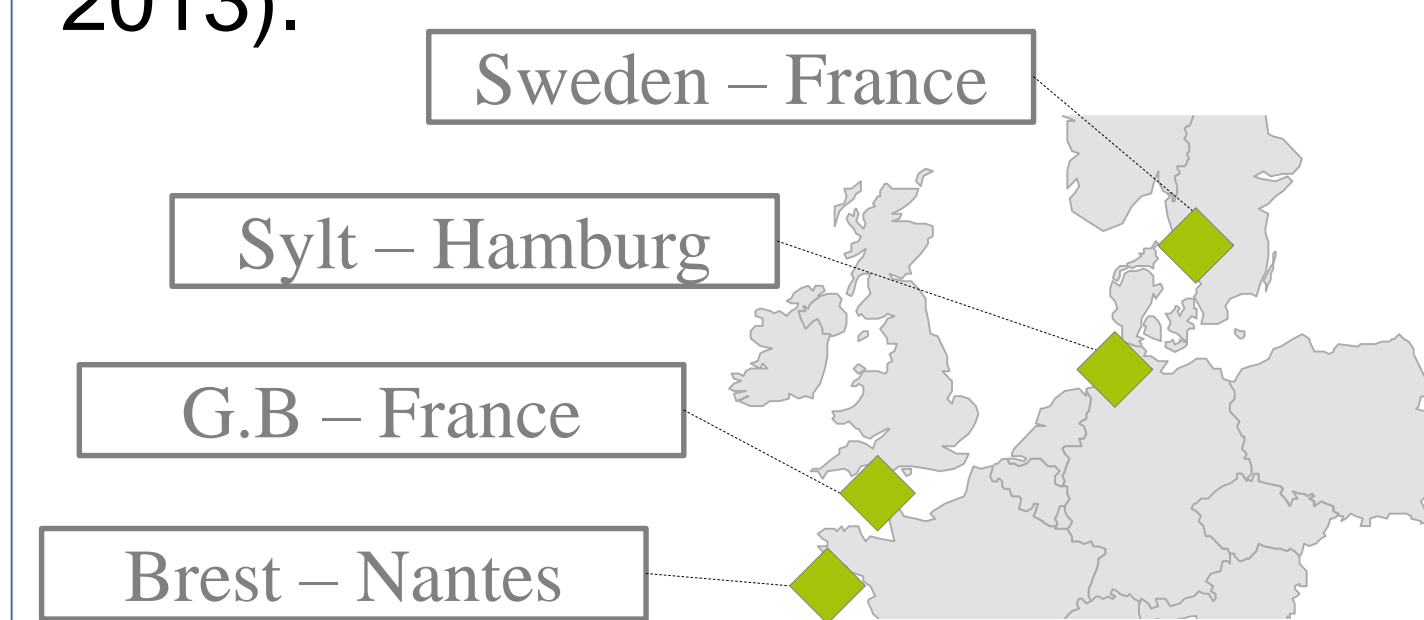 2013).
Sweden – France
Sylt – Hamburg
G.B – France
Brest – Nantes